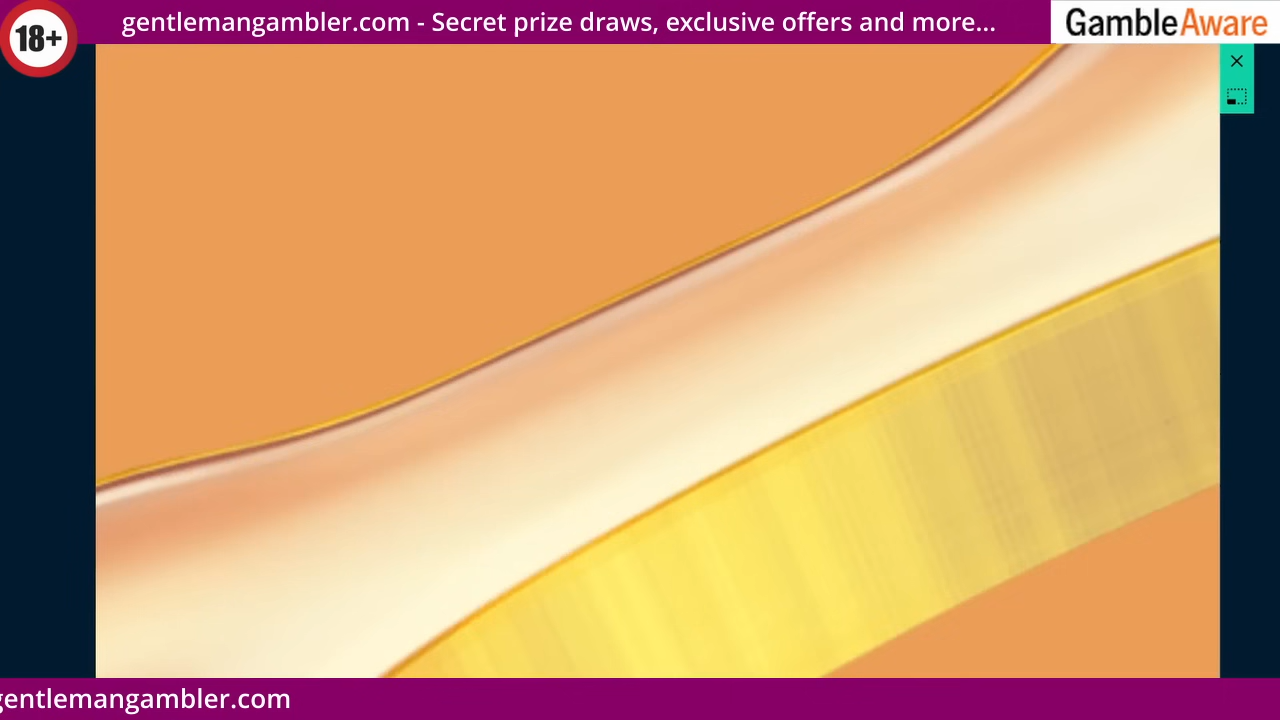 gentlemangambler.com - Secret prize draws, exclusive offers and more...
GambleAware
18+
gentlemangambler.com